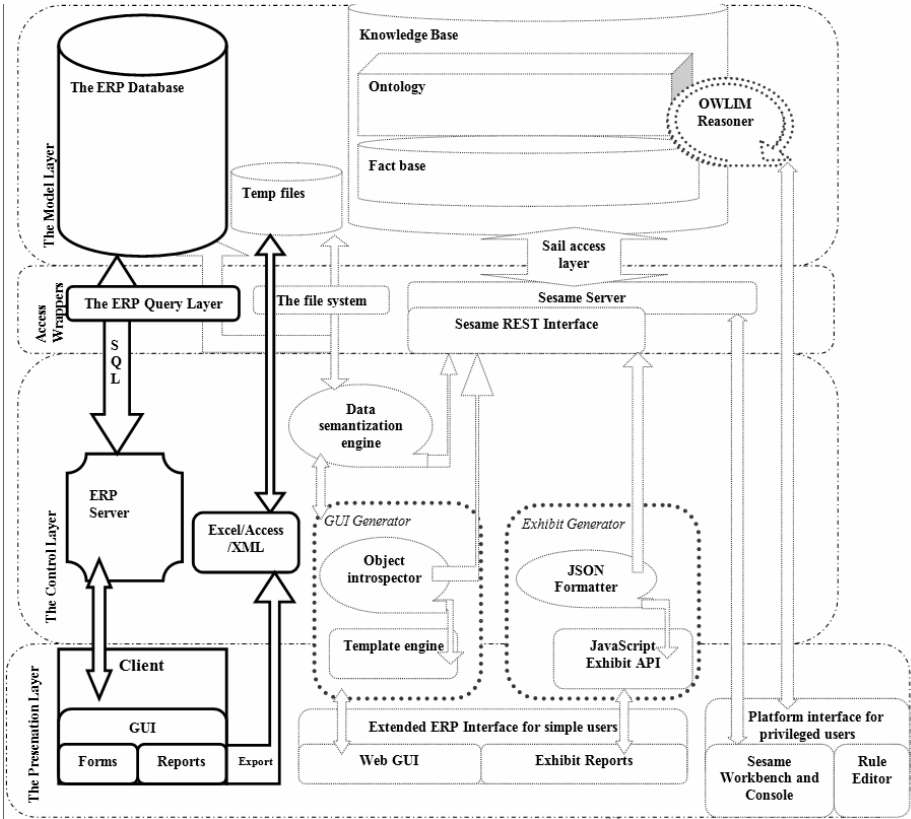 The Model Layer
The ERP Database
Temp files
Knowledge Base
Ontology
Fact base
OWLIM
Reasoner
Sail access
layer
Access
Wrappers
The ERP Query Layer
The file system
Sesame Server
Sesame REST Interface
The Control Layer
S
Q
L
ERP
Server
Excel/Access
/XML
Data
semantization
engine
GUI Generator
Object
introspector
Template engine
Exhibit Generator
JSON
Formatter
JavaScript
Exhibit API
The Presenation Layer
Client
GUI
Forms
Reports
Export
Extended ERP Interface for simple users
Web GUI
Exhibit Reports
Platform interface for
privileged users
Sesame
Workbench and
Console
Rule
Editor